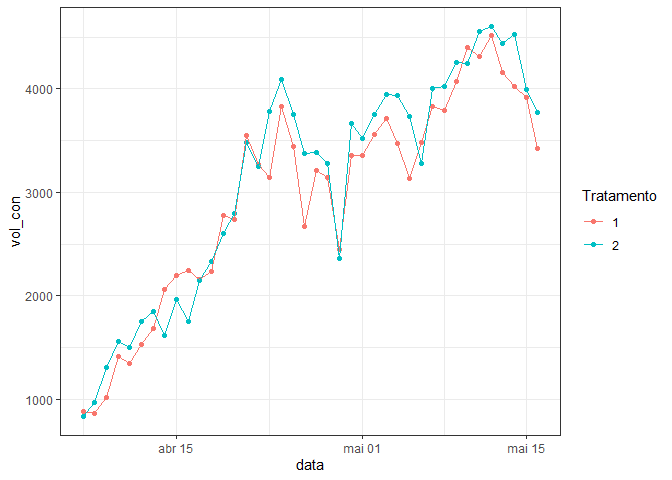 4000
3000
2000
1000
vol_con
abr 15
mai 01
mai 15
data
Tratamento
1
2